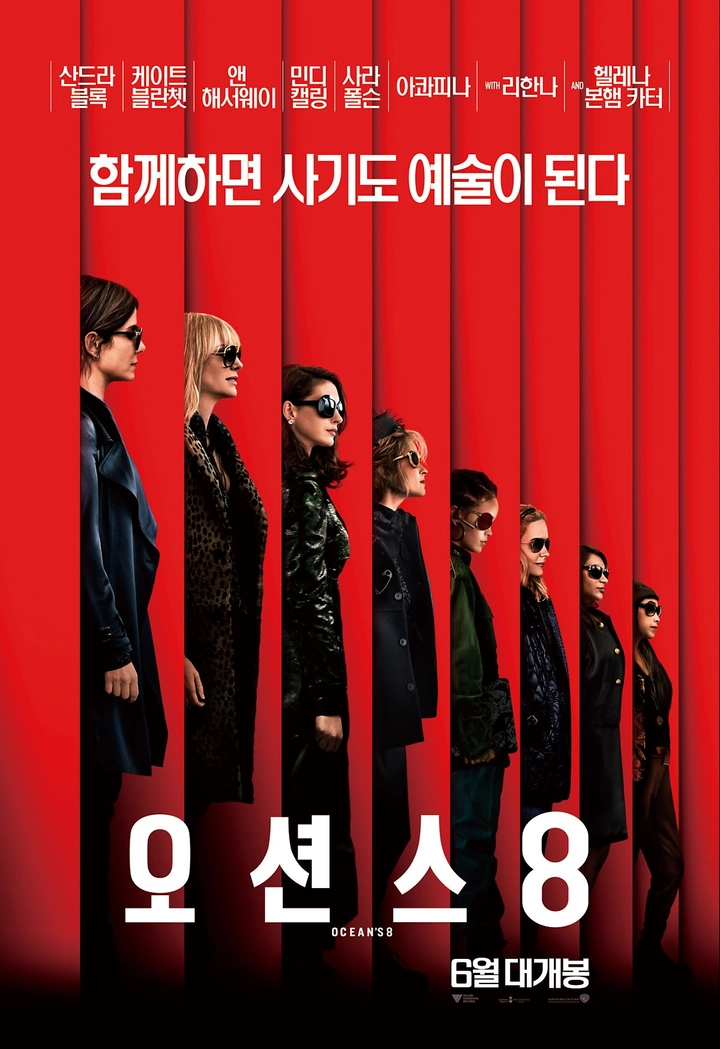 산드라 블록
케이트 블란쳇
앤 해서웨이
민디 캘링
사라 폴슨
아콰피나
WITH 리한나
AND 헬레나 본햄 카터
함께하면 사기도 예술이 된다
오션스8
OCEAN'S8
6월 대개봉